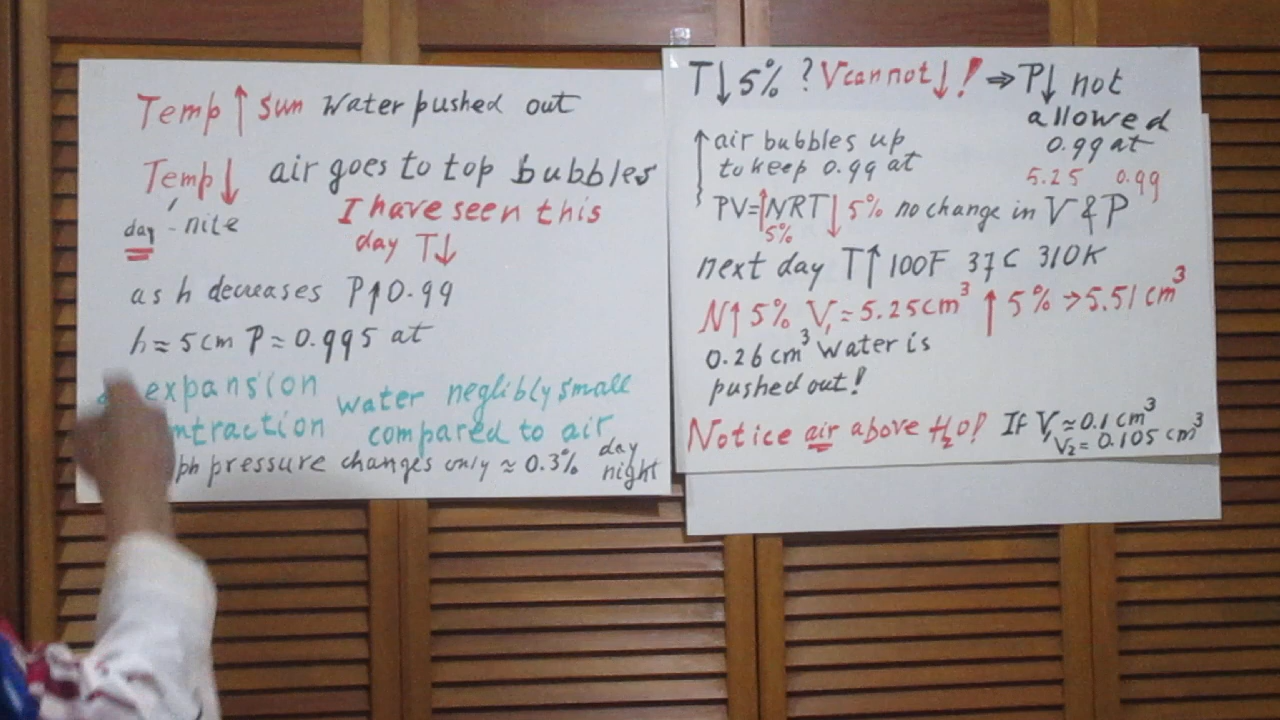 Temp ↑ sun Water pushed out
Temp ↓ air goes to top bubbles
day - nite I have seen this
day T↓
as h decreases P↑0.99
h ≈ 5cm P ≈ 0.995 at
expansion water neglibly small
compared to air
pressure changes only ≈ 0.3% day night
T↓ 5% ? V cannot ↓ ! ⇒ P↓ not
allowed
0.99 at
↑ air bubbles up
to keep 0.99 at
5.25 0.99
PV=↑NRT↓ 5% no change in V & P
5%
next day T↑ 100F 37C 310K
N↑ 5% V₁ = 5.25cm³ ↑ 5% → 5.51 cm³
0.26 cm³ water is
pushed out!
Notice air above H₂O! If V₁ ≈ 0.1 cm³
V₂ = 0.105 cm³